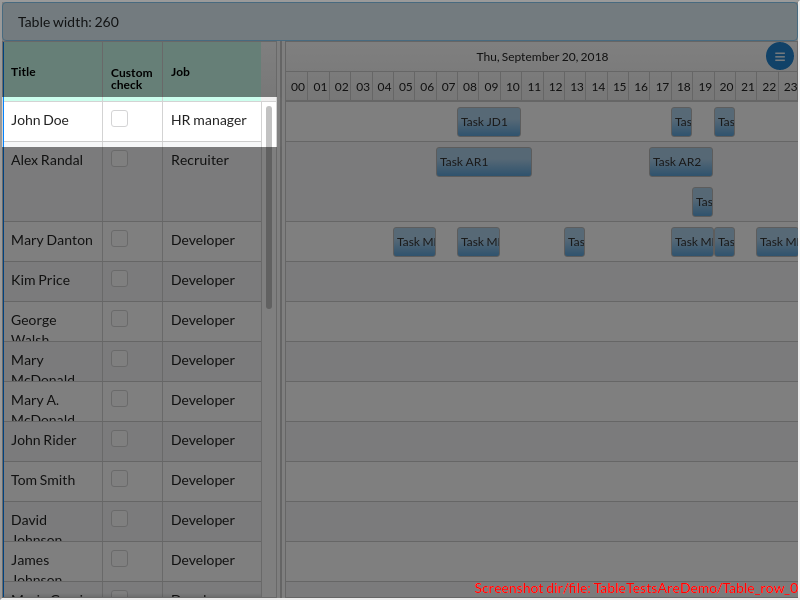 Table width: 260
Title Custom check Job
Thu, September 20, 2018
00 01 02 03 04 05 06 07 08 09 10 11 12 13 14 15 16 17 18 19 20 21 22 23
John Doe HR manager Task JD1 Tas Tas
Alex Randal Recruiter Task AR1 Task AR2
Tas
Mary Danton Developer Task M Task M Tas Task M Tas Task M
Kim Price Developer
George Walsh Developer
Mary McDonald Developer
Mary A. McDonald Developer
John Rider Developer
Tom Smith Developer
David Johnson Developer
James Johnson Developer
Screenshot dir/file: TableTestsAreDemo/Table_row_0